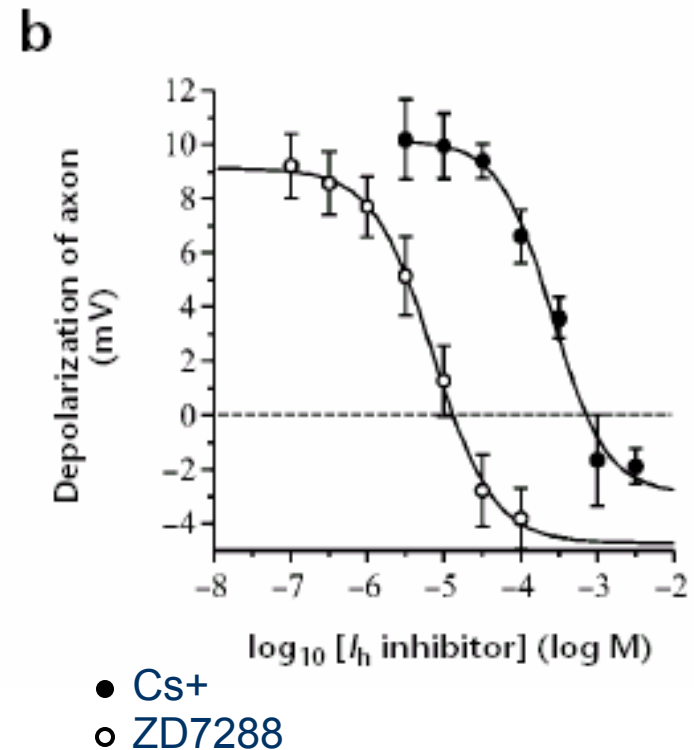 b
Depolarization of axon
(mV)
12
10
8
6
4
2
0
−2
−4
−8 −7 −6 −5 −4 −3 −2
log10 [Ih inhibitor] (log M)
Cs+
ZD7288